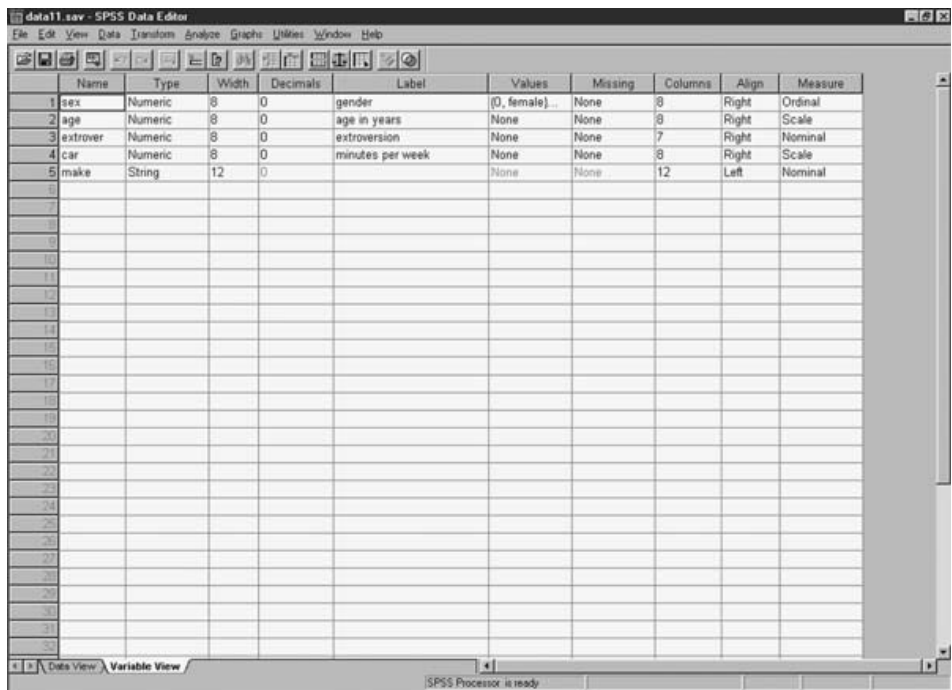 data11.sav - SPSS Data Editor
File Edit View Data Transform Analyze Graphs Utilities Window Help
Name Type Width Decimals Label Values Missing Columns Align Measure
1 sex Numeric 8 0 gender {0, female}... None 8 Right Ordinal
2 age Numeric 8 0 age in years None None 8 Right Scale
3 extrover Numeric 8 0 extroversion None None 7 Right Nominal
4 car Numeric 8 0 minutes per week None None 8 Right Scale
5 make String 12 0 None None 12 Left Nominal
6
7
8
9
10
11
12
13
14
15
16
17
18
19
20
21
22
23
24
25
26
27
28
29
30
31
32
Data View Variable View
SPSS Processor is ready